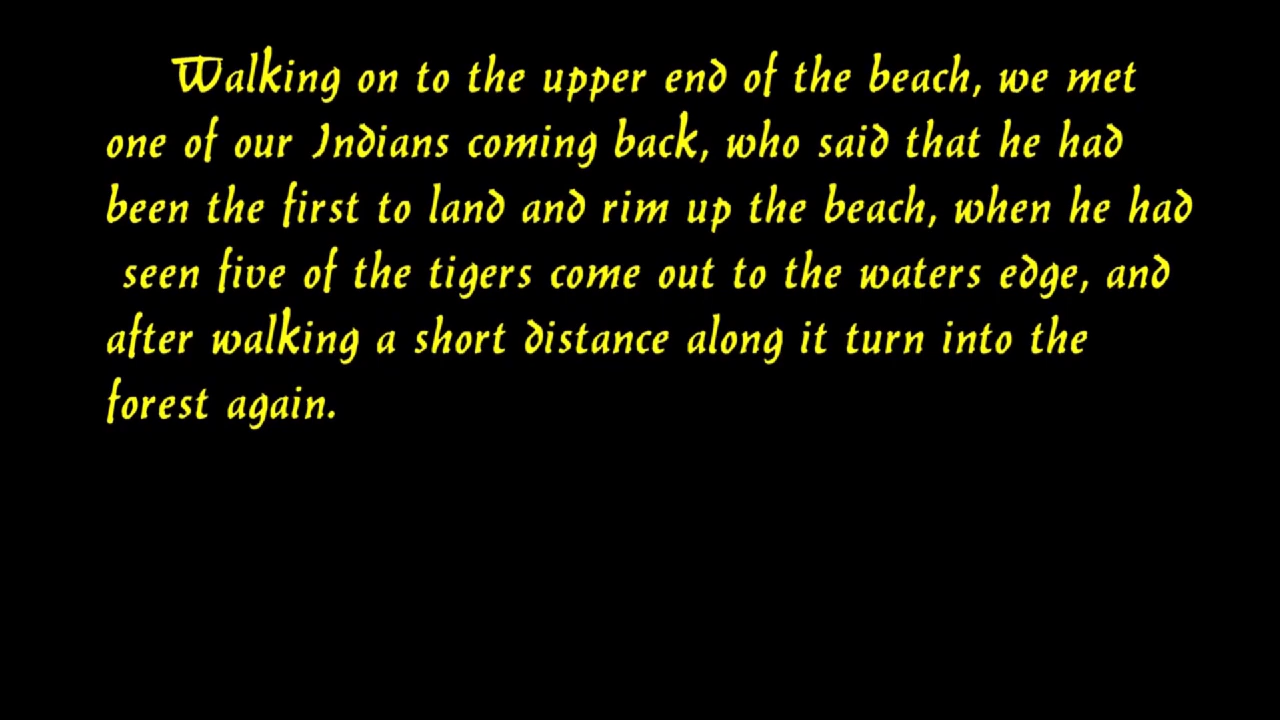 Walking on to the upper end of the beach, we met
one of our Indians coming back, who said that he had
been the first to land and rim up the beach, when he had
seen five of the tigers come out to the waters edge, and
after walking a short distance along it turn into the
forest again.